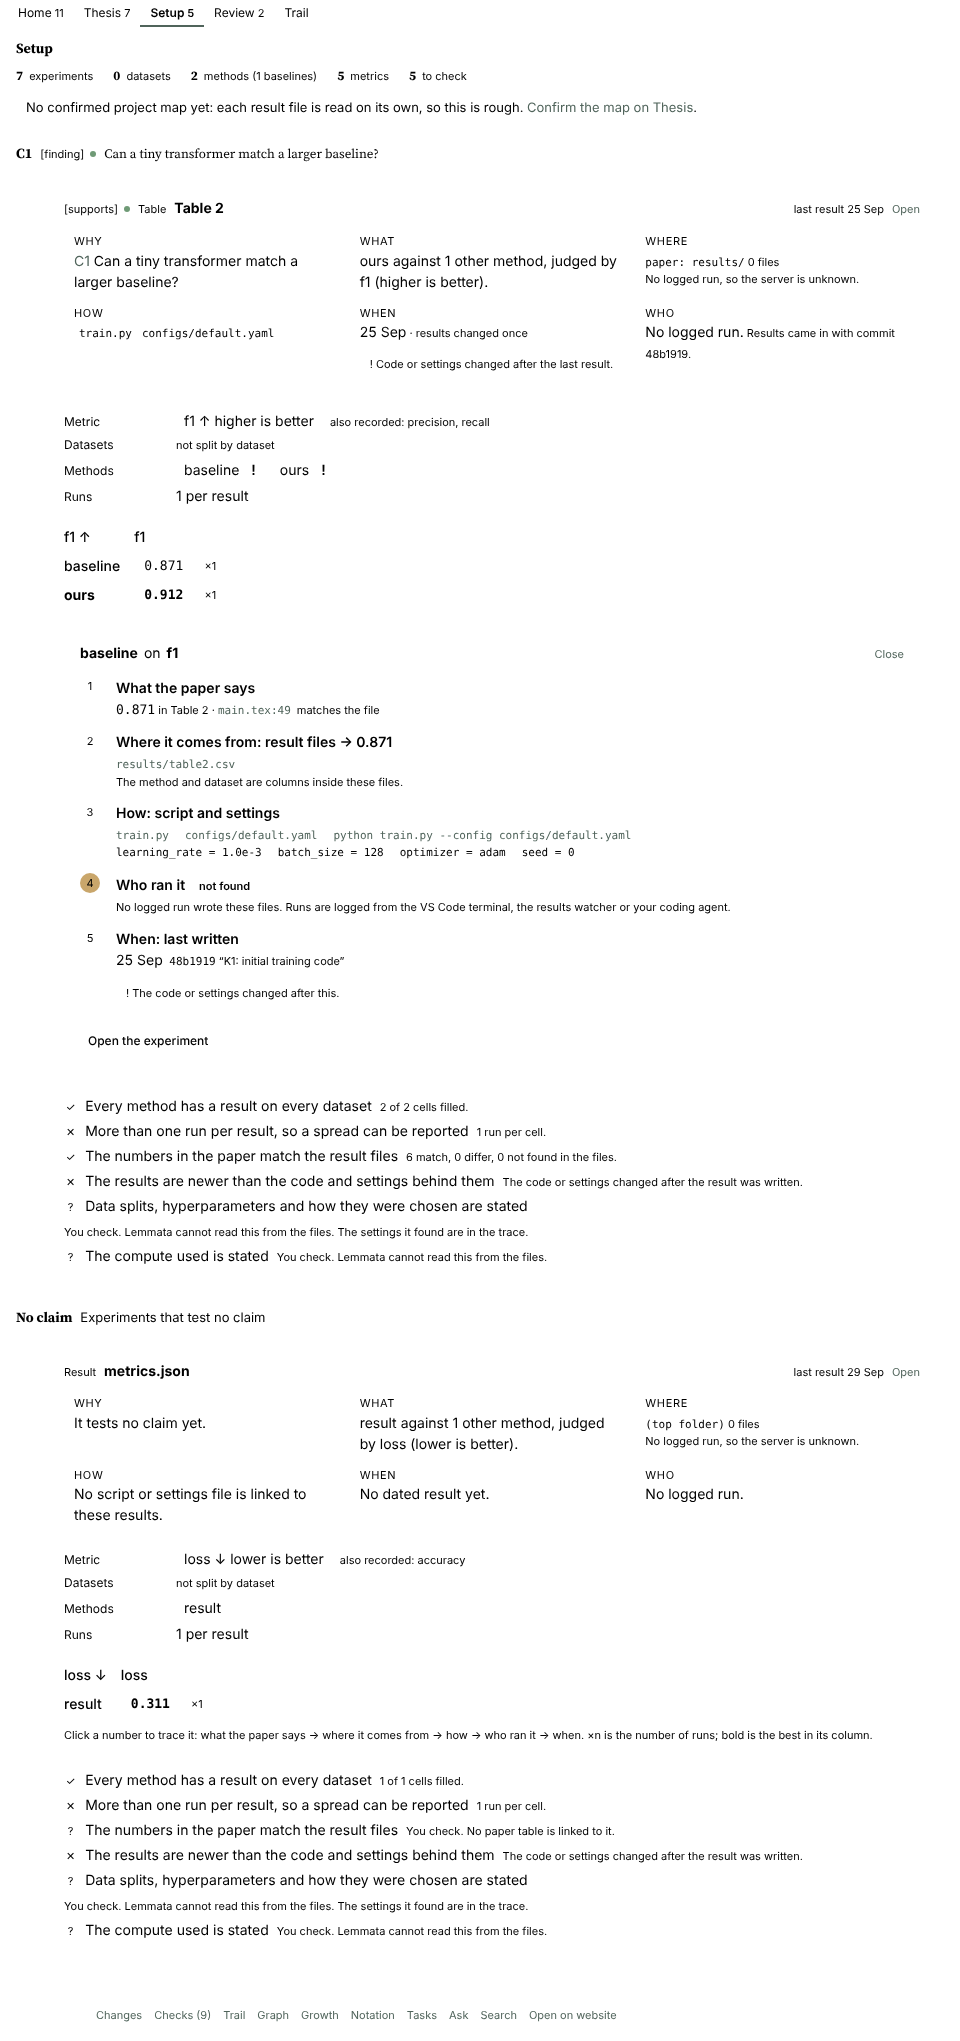 Home 11 Thesis 7 Setup 5 Review 2 Trail
Setup
7 experiments 0 datasets 2 methods (1 baselines) 5 metrics 5 to check
No confirmed project map yet: each result file is read on its own, so this is rough. Confirm the map on Thesis.
C1 [finding] Can a tiny transformer match a larger baseline?
[supports] Table Table 2 last result 25 Sep Open
WHY WHAT WHERE
C1 Can a tiny transformer match a ours against 1 other method, judged by paper: results/ 0 files
larger baseline? f1 (higher is better). No logged run, so the server is unknown.
HOW WHEN WHO
train.py configs/default.yaml 25 Sep · results changed once No logged run. Results came in with commit
48b1919.
! Code or settings changed after the last result.
Metric f1 ↑ higher is better also recorded: precision, recall
Datasets not split by dataset
Methods baseline ! ours !
Runs 1 per result
f1 ↑ f1
baseline 0.871 ×1
ours 0.912 ×1
baseline on f1 Close
1 What the paper says
0.871 in Table 2 · main.tex:49 matches the file
2 Where it comes from: result files → 0.871
results/table2.csv
The method and dataset are columns inside these files.
3 How: script and settings
train.py configs/default.yaml python train.py --config configs/default.yaml
learning_rate = 1.0e-3 batch_size = 128 optimizer = adam seed = 0
4 Who ran it not found
No logged run wrote these files. Runs are logged from the VS Code terminal, the results watcher or your coding agent.
5 When: last written
25 Sep 48b1919 “K1: initial training code”
! The code or settings changed after this.
Open the experiment
✓ Every method has a result on every dataset 2 of 2 cells filled.
✕ More than one run per result, so a spread can be reported 1 run per cell.
✓ The numbers in the paper match the result files 6 match, 0 differ, 0 not found in the files.
✕ The results are newer than the code and settings behind them The code or settings changed after the result was written.
? Data splits, hyperparameters and how they were chosen are stated
You check. Lemmata cannot read this from the files. The settings it found are in the trace.
? The compute used is stated You check. Lemmata cannot read this from the files.
No claim Experiments that test no claim
Result metrics.json last result 29 Sep Open
WHY WHAT WHERE
It tests no claim yet. result against 1 other method, judged (top folder) 0 files
by loss (lower is better). No logged run, so the server is unknown.
HOW WHEN WHO
No script or settings file is linked to No dated result yet. No logged run.
these results.
Metric loss ↓ lower is better also recorded: accuracy
Datasets not split by dataset
Methods result
Runs 1 per result
loss ↓ loss
result 0.311 ×1
Click a number to trace it: what the paper says → where it comes from → how → who ran it → when. ×n is the number of runs; bold is the best in its column.
✓ Every method has a result on every dataset 1 of 1 cells filled.
✕ More than one run per result, so a spread can be reported 1 run per cell.
? The numbers in the paper match the result files You check. No paper table is linked to it.
✕ The results are newer than the code and settings behind them The code or settings changed after the result was written.
? Data splits, hyperparameters and how they were chosen are stated
You check. Lemmata cannot read this from the files. The settings it found are in the trace.
? The compute used is stated You check. Lemmata cannot read this from the files.
Changes Checks (9) Trail Graph Growth Notation Tasks Ask Search Open on website